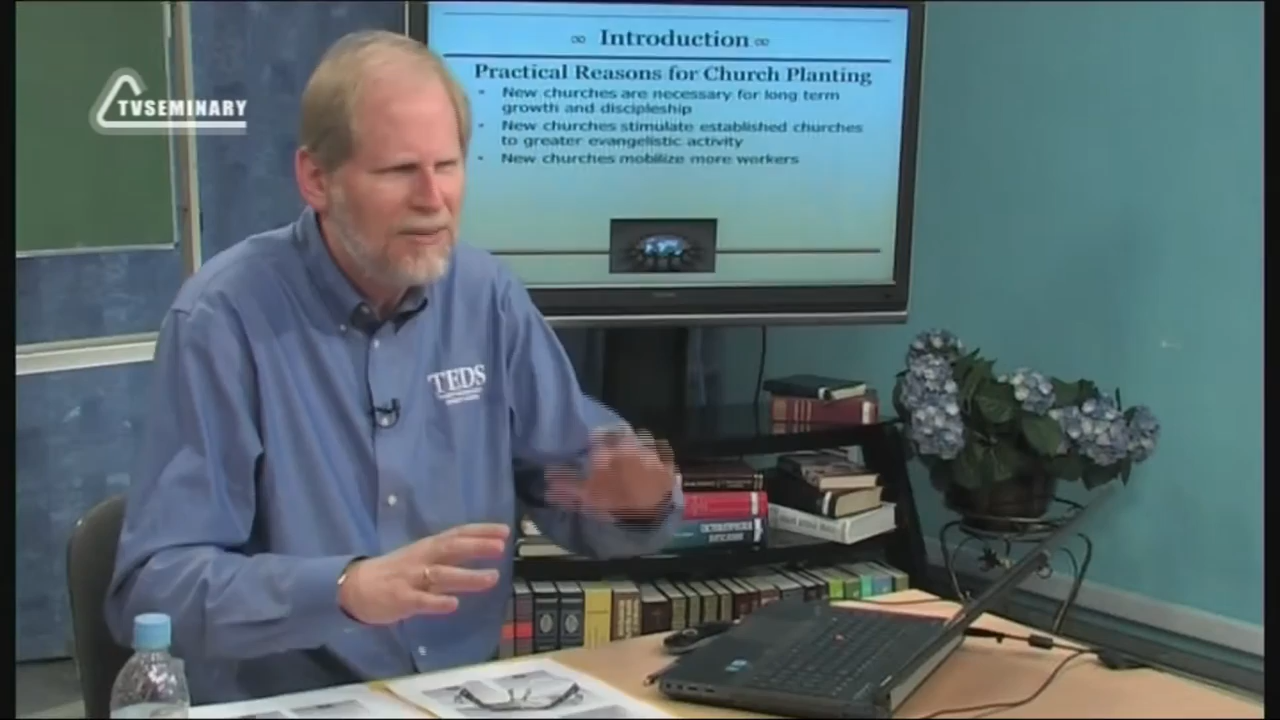 TVSEMINARY
∞ Introduction ∞
Practical Reasons for Church Planting
• New churches are necessary for long term
growth and discipleship
• New churches stimulate established churches
to greater evangelistic activity
• New churches mobilize more workers
TEDS